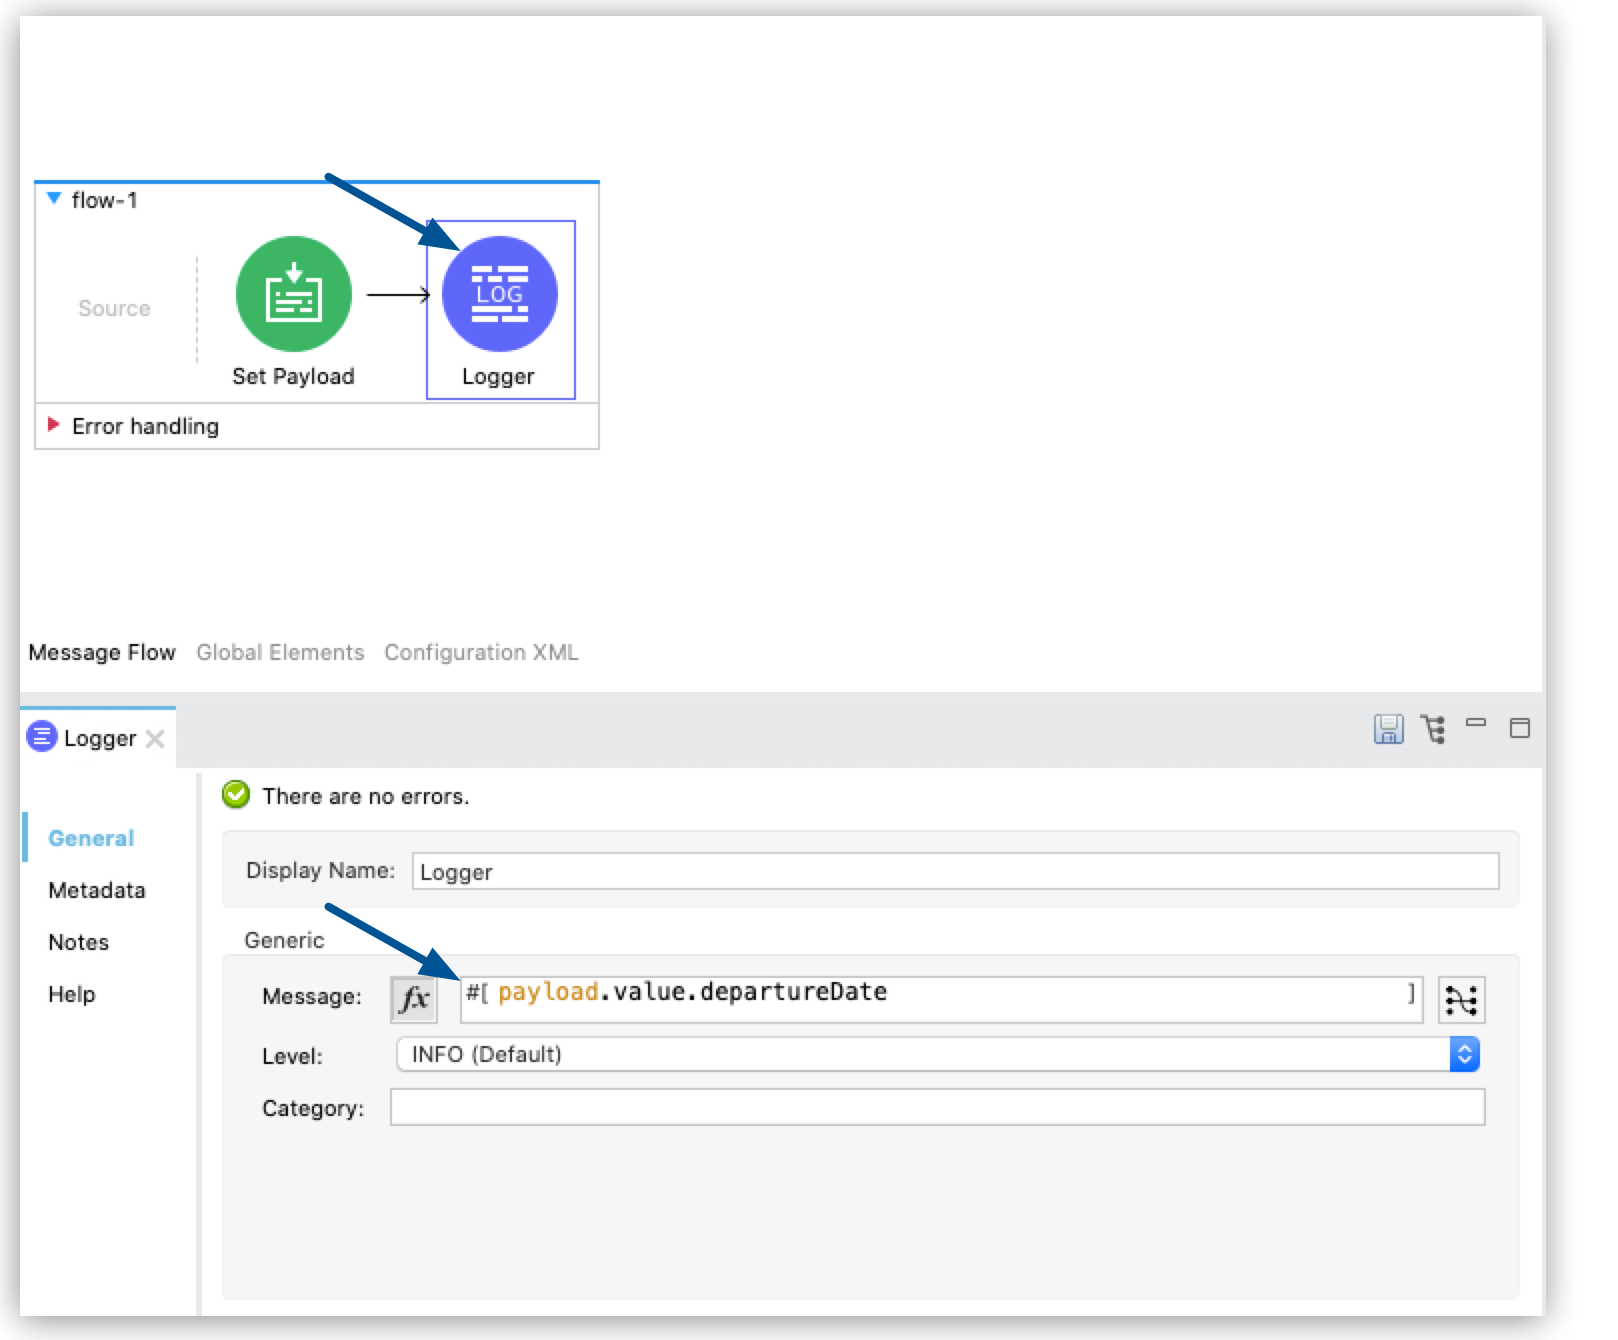 flow-1
Source
LOG
Set Payload
Logger
Error handling
Message Flow Global Elements Configuration XML
Logger
There are no errors.
General
Display Name: Logger
Metadata
Generic
Notes
Message: fx #[ payload.value.departureDate ]
Help
Level: INFO (Default)
Category: